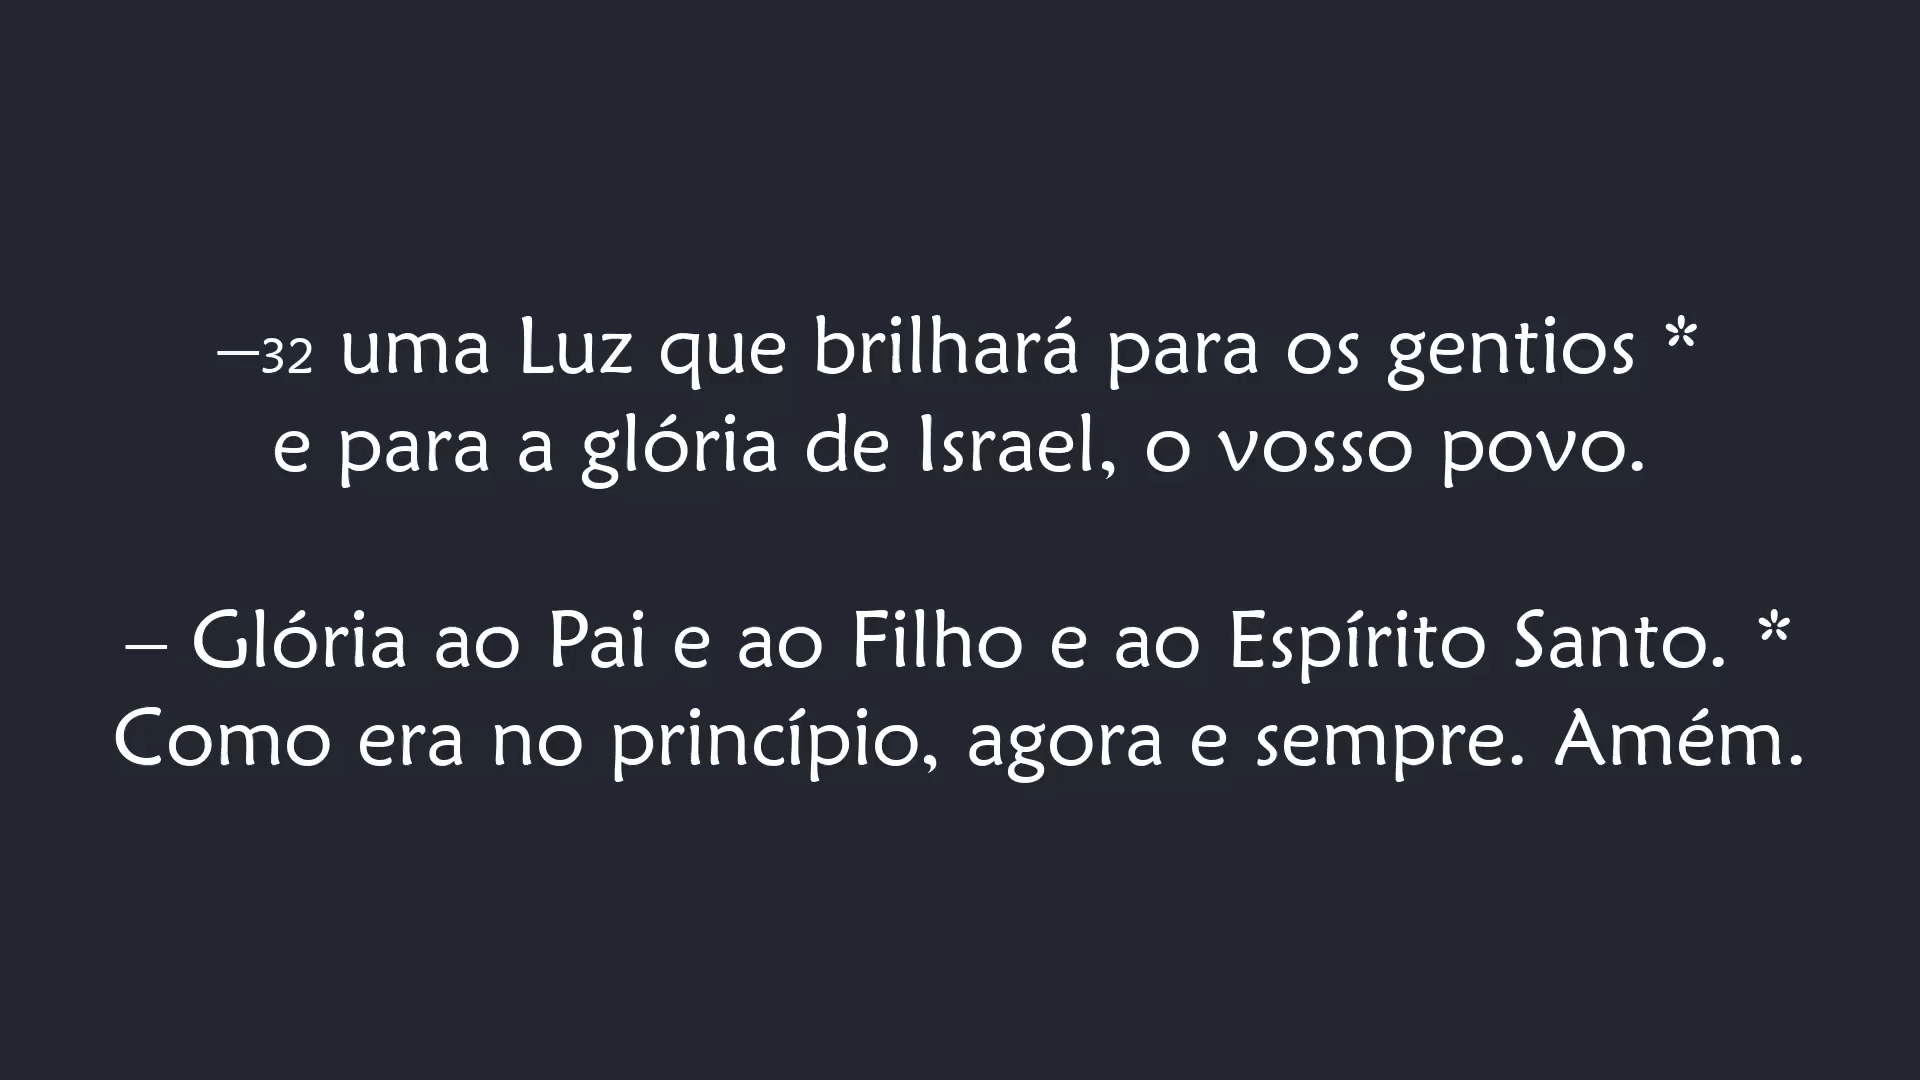 –32 uma Luz que brilhará para os gentios *
e para a glória de Israel, o vosso povo.
– Glória ao Pai e ao Filho e ao Espírito Santo. *
Como era no princípio, agora e sempre. Amém.